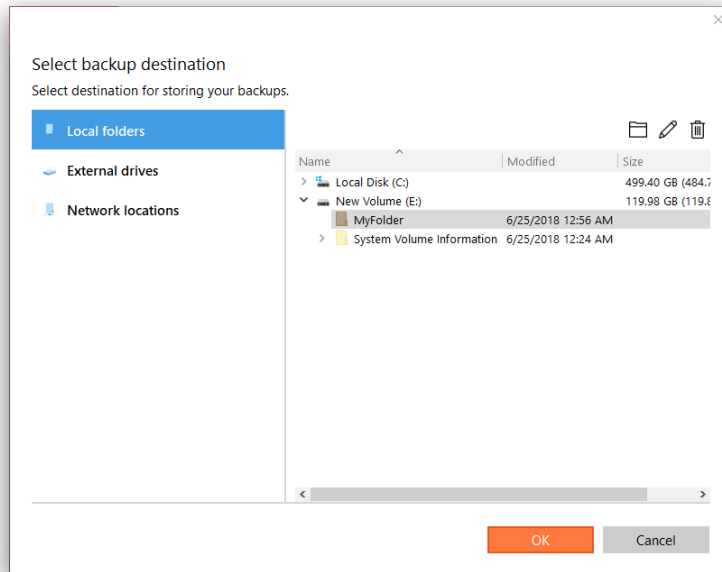 Select backup destination
Select destination for storing your backups.
Local folders
External drives
Network locations
Name Modified Size
Local Disk (C:) 499.40 GB (484.7
New Volume (E:) 119.98 GB (119.8
MyFolder 6/25/2018 12:56 AM
System Volume Information 6/25/2018 12:24 AM
OK Cancel